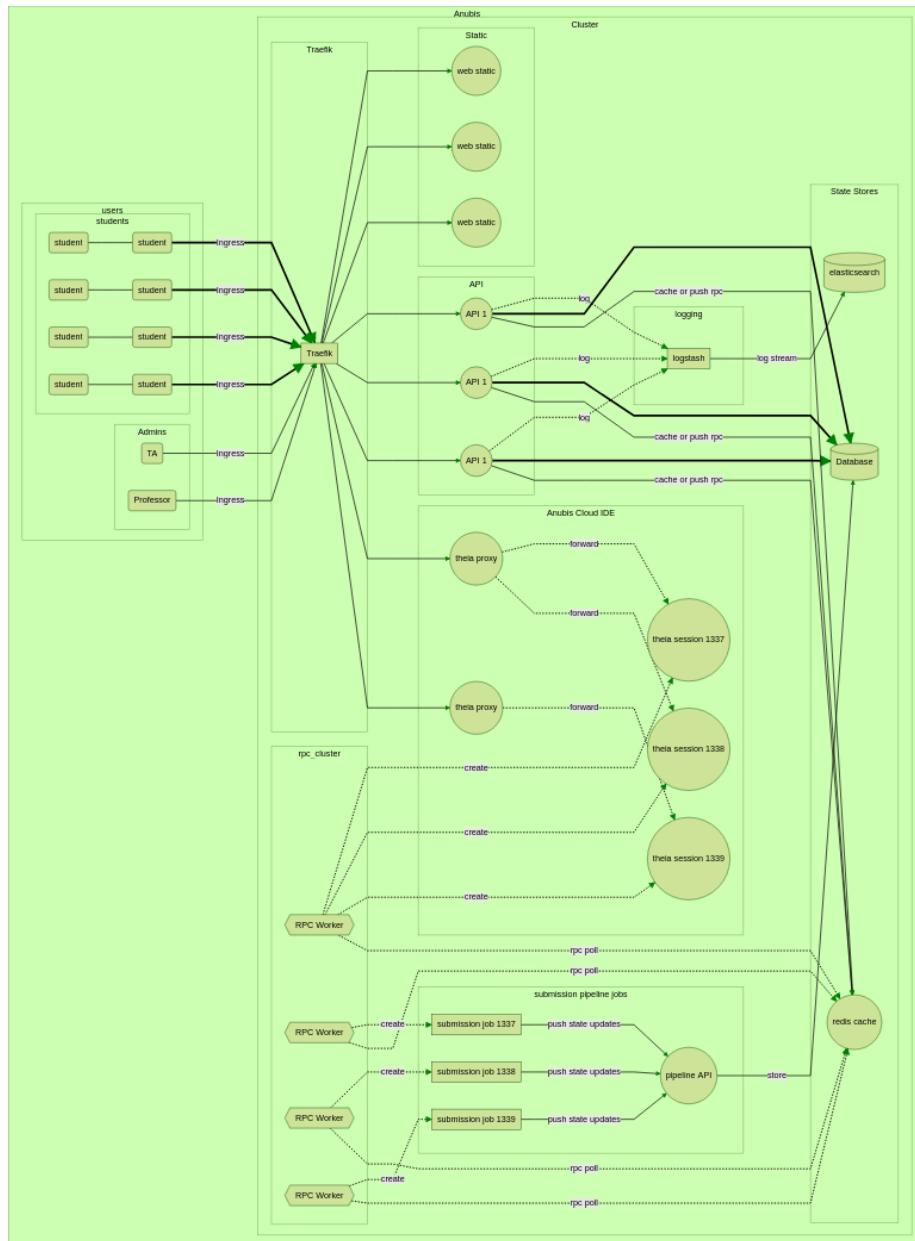 Anubis
Cluster
Traefik
Static
web static
web static
web static
State Stores
users
students
student
student
Ingress
student
student
Ingress
student
student
Ingress
student
student
Ingress
Traefik
Admins
TA
Ingress
Professor
Ingress
API
API 1
log
cache or push rpc
logging
logstash
log stream
elasticsearch
API 1
log
log
cache or push rpc
API 1
Database
cache or push rpc
Anubis Cloud IDE
theia proxy
forward
forward
theia session 1337
theia proxy
forward
theia session 1338
theia session 1339
rpc_cluster
create
create
create
RPC Worker
rpc poll
rpc poll
submission pipeline jobs
RPC Worker
create
submission job 1337
push state updates
redis cache
create
submission job 1338
push state updates
pipeline API
store
RPC Worker
submission job 1339
push state updates
rpc poll
create
RPC Worker
rpc poll